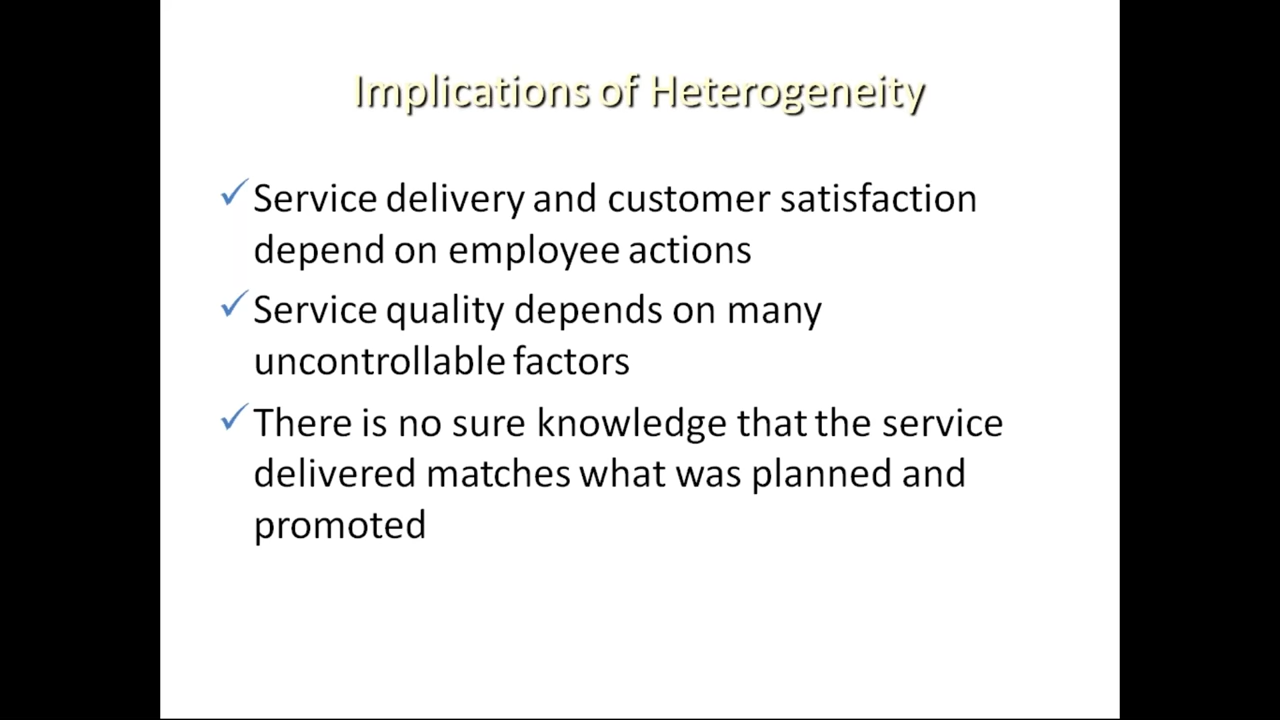 Implications of Heterogeneity
Service delivery and customer satisfaction
depend on employee actions
Service quality depends on many
uncontrollable factors
There is no sure knowledge that the service
delivered matches what was planned and
promoted